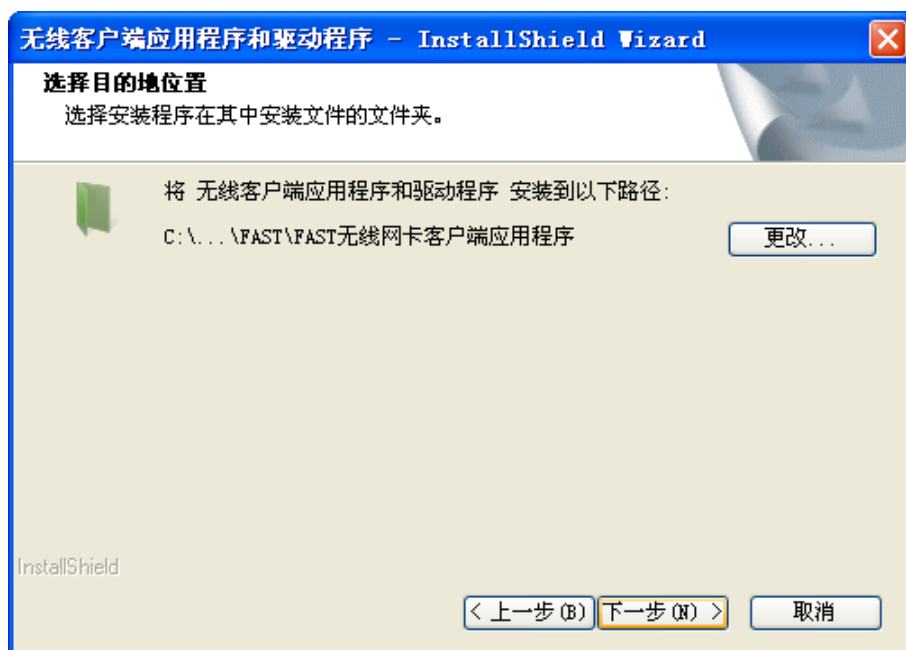 无线客户端应用程序和驱动程序 - InstallShield Wizard
选择目的地位置
选择安装程序在其中安装文件的文件夹。
将 无线客户端应用程序和驱动程序 安装到以下路径:
C:\...\FAST\FAST无线网卡客户端应用程序
更改...
InstallShield
< 上一步(B) 下一步(N) > 取消